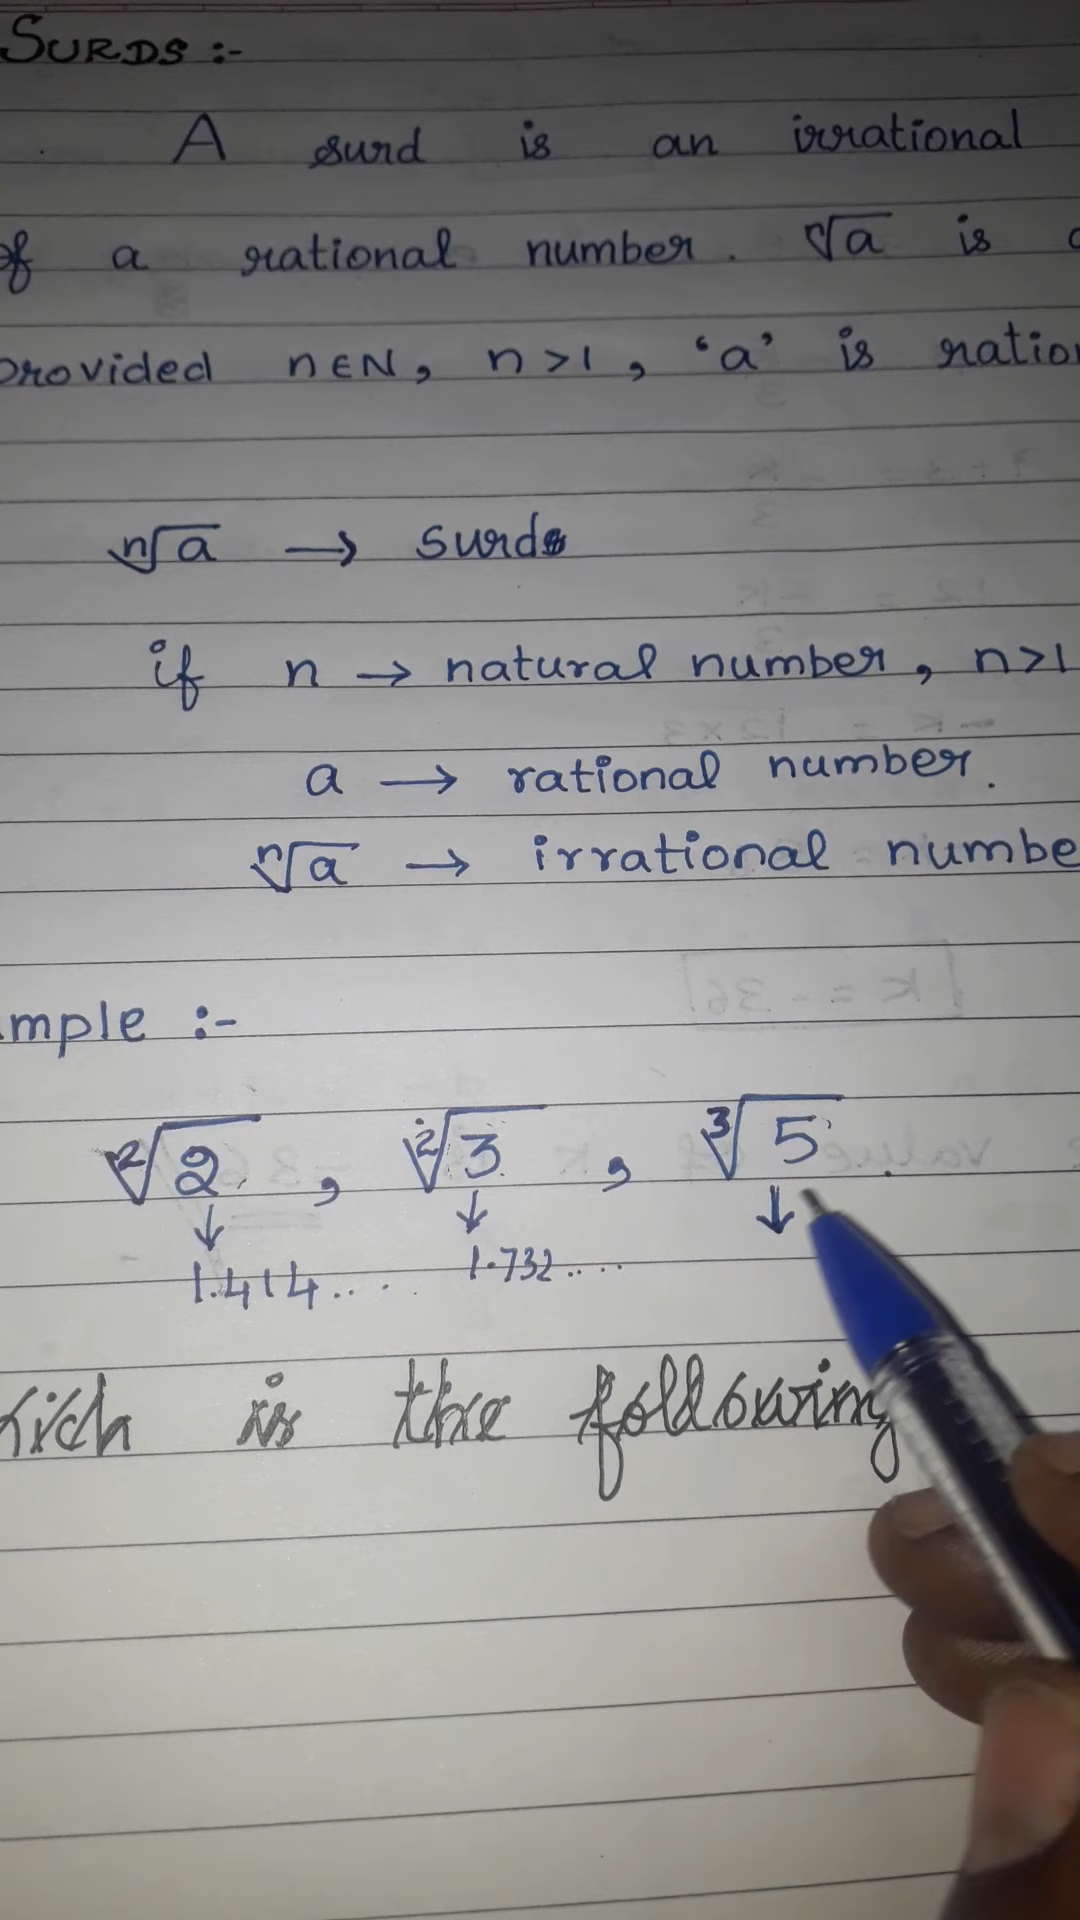 SURDS :-
A surd is an irrational
of a rational number. ⁿ√a is
provided n∈N, n>1, 'a' is ratio
ⁿ√a → surds
if n → natural number, n>1
a → rational number.
ⁿ√a → irrational numbe
mple :-
²√2, ²√3, ³√5.
↓ ↓ ↓
1.414.... 1.732....
hich is the following